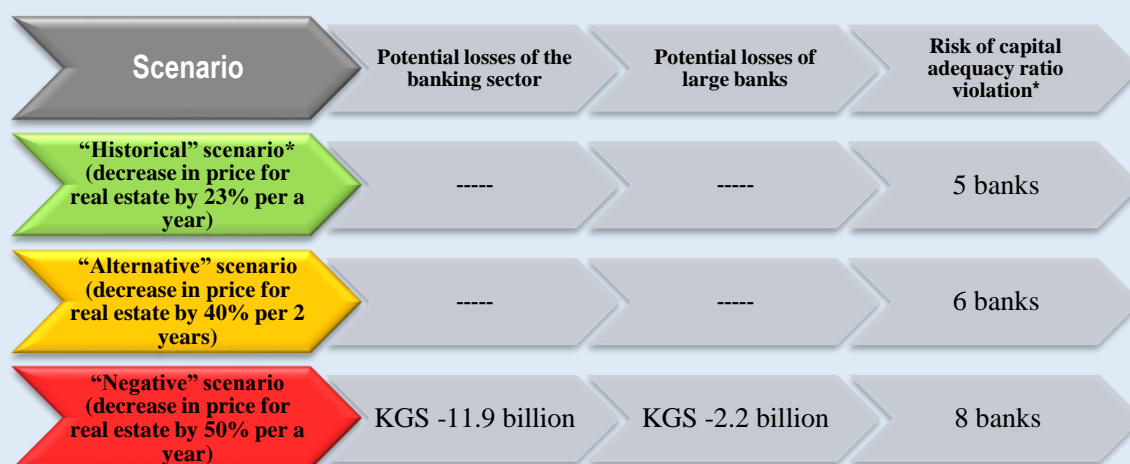 Scenario
Potential losses of the
banking sector
Potential losses of
large banks
Risk of capital
adequacy ratio
violation*
“Historical” scenario*
(decrease in price for
real estate by 23% per a
year)
-----
-----
5 banks
“Alternative” scenario
(decrease in price for
real estate by 40% per 2
years)
-----
-----
6 banks
“Negative” scenario
(decrease in price for
real estate by 50% per a
year)
KGS -11.9 billion
KGS -2.2 billion
8 banks